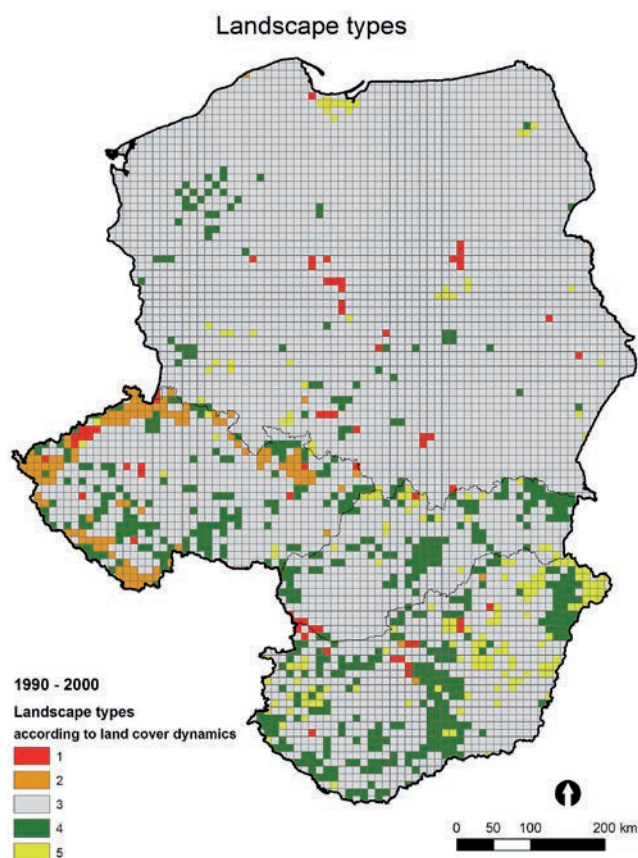 Landscape types
1990 - 2000
Landscape types
according to land cover dynamics
1
2
3
4
5
0 50 100 200 km